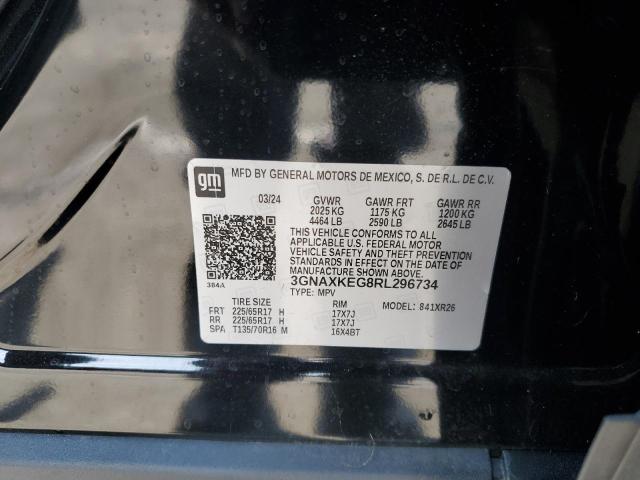 gm
MFD BY GENERAL MOTORS DE MEXICO, S. DE R.L. DE C.V.
03/24 GVWR GAWR FRT GAWR RR
2025 KG 1175 KG 1200 KG
4464 LB 2590 LB 2645 LB
THIS VEHICLE CONFORMS TO ALL
APPLICABLE U.S. FEDERAL MOTOR
VEHICLE SAFETY AND THEFT PREVENTION
STANDARDS IN EFFECT ON THE DATE OF
MANUFACTURE SHOWN ABOVE.
384A 3GNAXKEG8RL296734
TYPE: MPV MODEL: 841XR26
TIRE SIZE RIM
FRT 225/65R17 H 17X7J
RR 225/65R17 H 17X7J
SPA T135/70R16 M 16X4BT